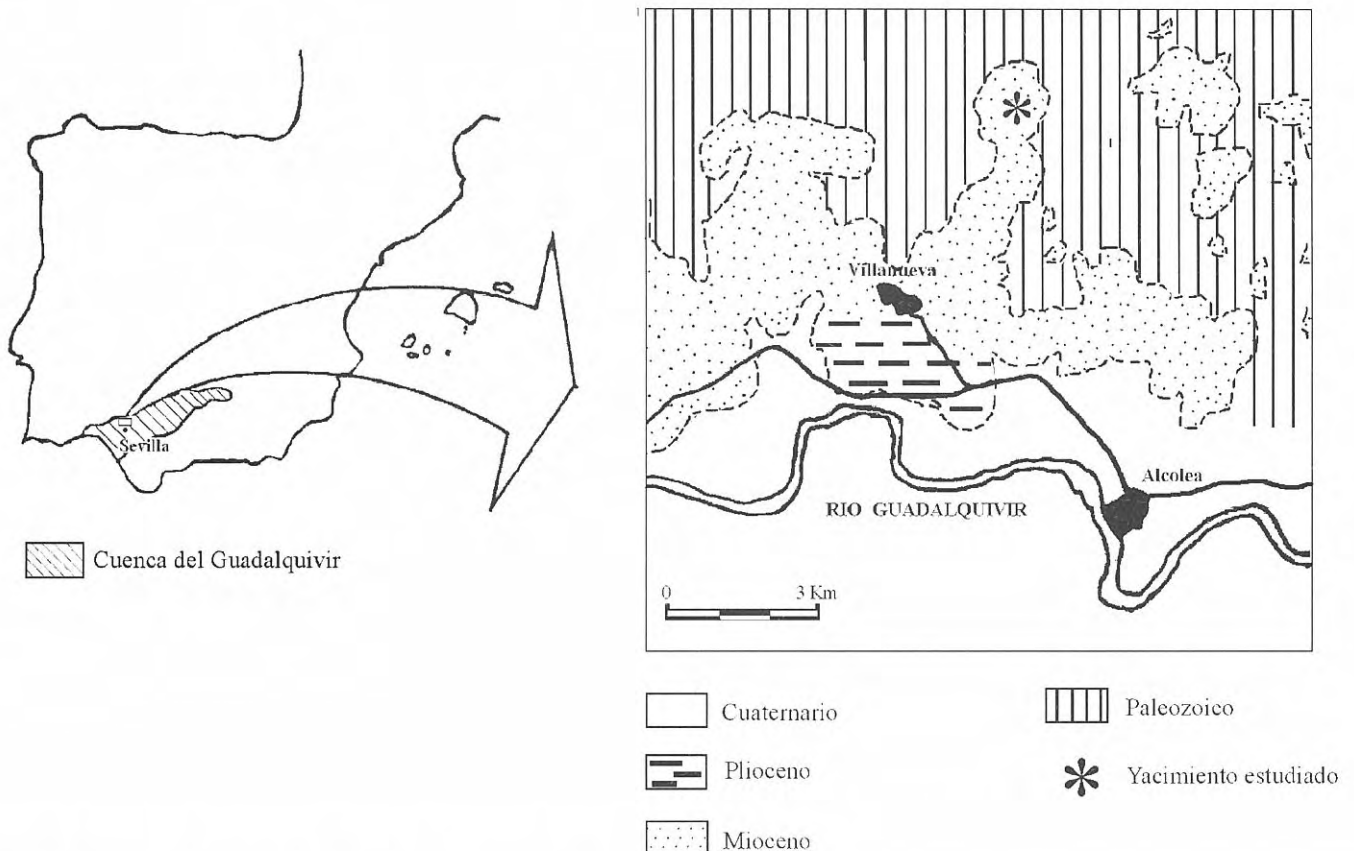 Sevilla
Cuenca del Guadalquivir
Villanueva
Alcolea
RIO GUADALQUIVIR
0 3 Km
Cuaternario
Plioceno
Mioceno
Paleozoico
Yacimiento estudiado